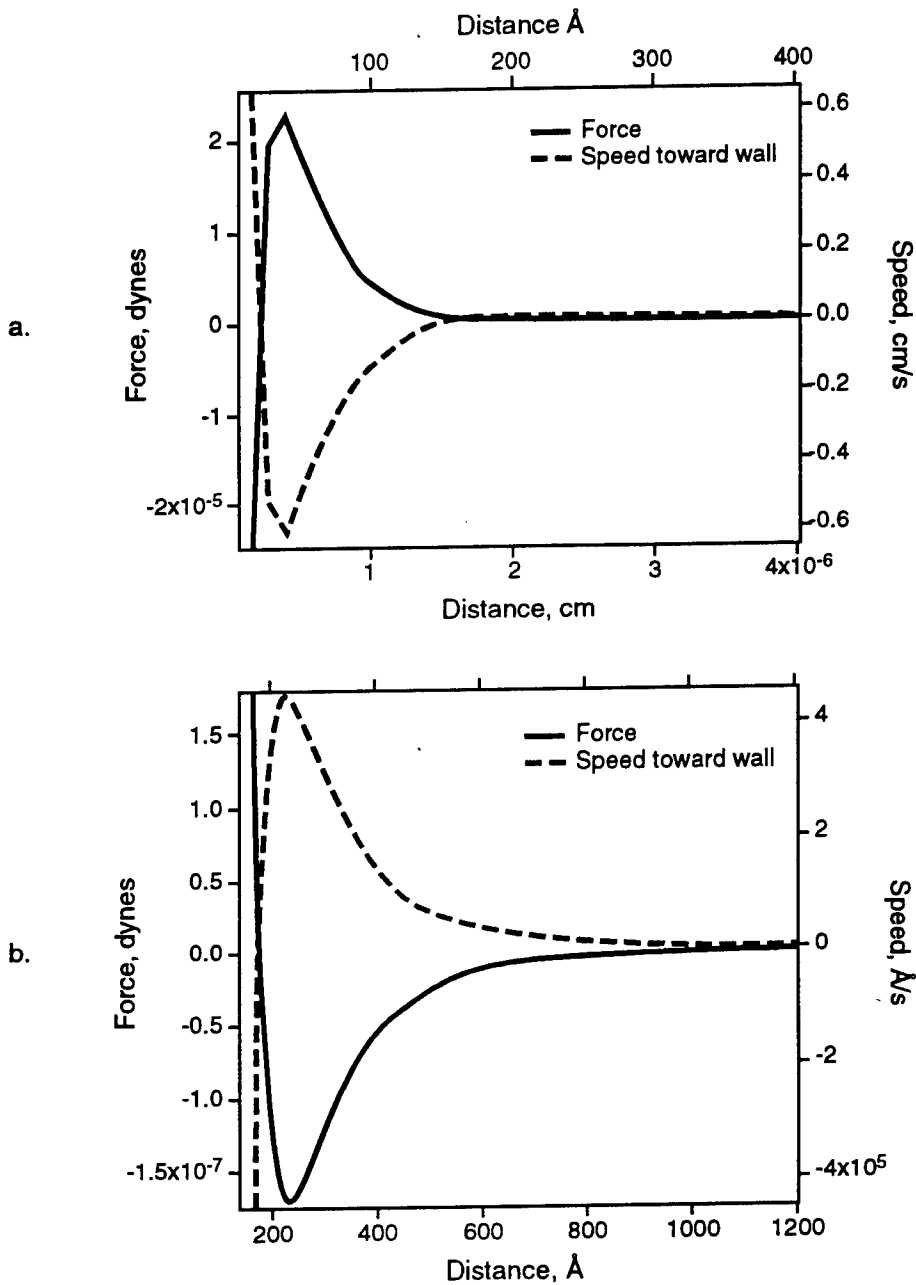 Distance Å
100 200 300 400
a.
Force, dynes
2
1
0
-1
-2x10-5
Force
Speed toward wall
0.6
0.4
0.2
0.0
-0.2
-0.4
-0.6
Speed, cm/s
1 2 3 4x10-6
Distance, cm
b.
Force, dynes
1.5
1.0
0.5
0.0
-0.5
-1.0
-1.5x10-7
Force
Speed toward wall
4
2
0
-2
-4x105
Speed, Å/s
200 400 600 800 1000 1200
Distance, Å